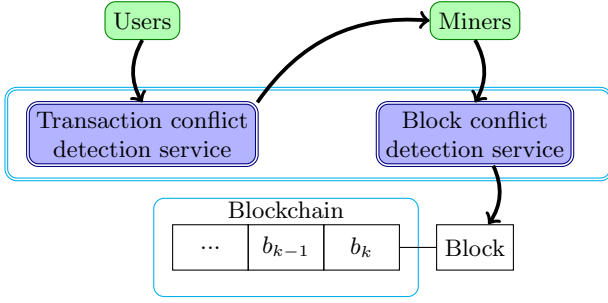 Users
Miners
Transaction conflict
detection service
Block conflict
detection service
Blockchain
... b_{k−1} b_k
Block